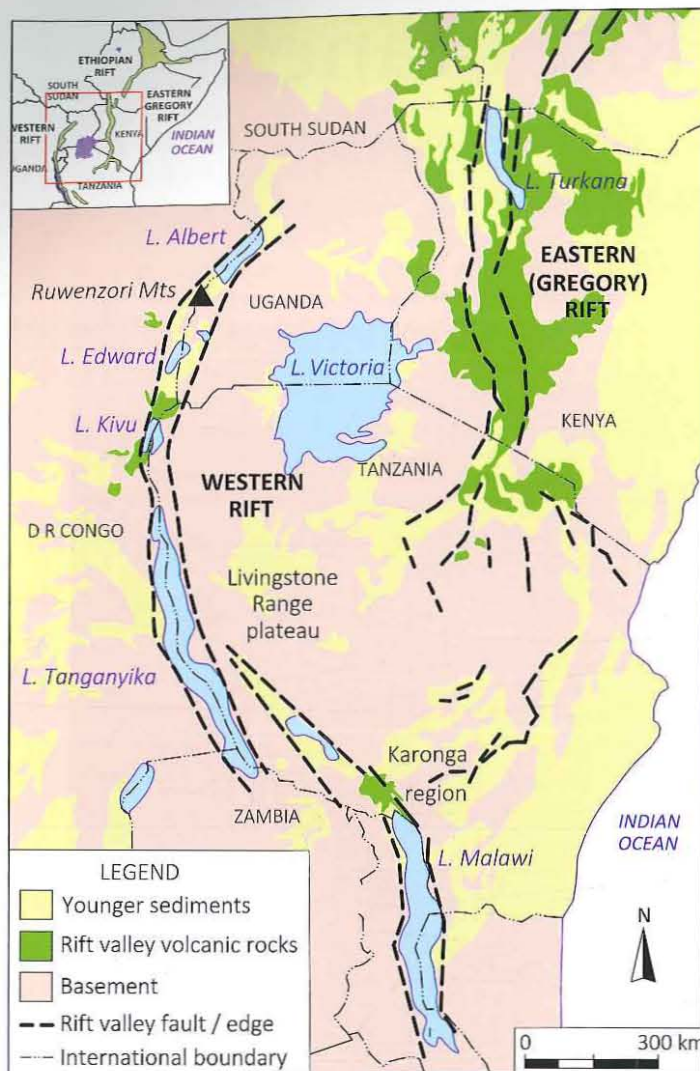 ETHIOPIAN
RIFT
SOUTH
SUDAN
EASTERN
GREGORY
RIFT
WESTERN
RIFT
KENYA
INDIAN
OCEAN
UGANDA
TANZANIA
SOUTH SUDAN
L. Turkana
L. Albert
EASTERN
(GREGORY)
RIFT
Ruwenzori Mts
UGANDA
L. Edward
L. Victoria
L. Kivu
KENYA
TANZANIA
WESTERN
RIFT
D R CONGO
Livingstone
Range
plateau
L. Tanganyika
Karonga
region
ZAMBIA
INDIAN
OCEAN
L. Malawi
LEGEND
Younger sediments
Rift valley volcanic rocks
Basement
Rift valley fault / edge
International boundary
N
0 300 km